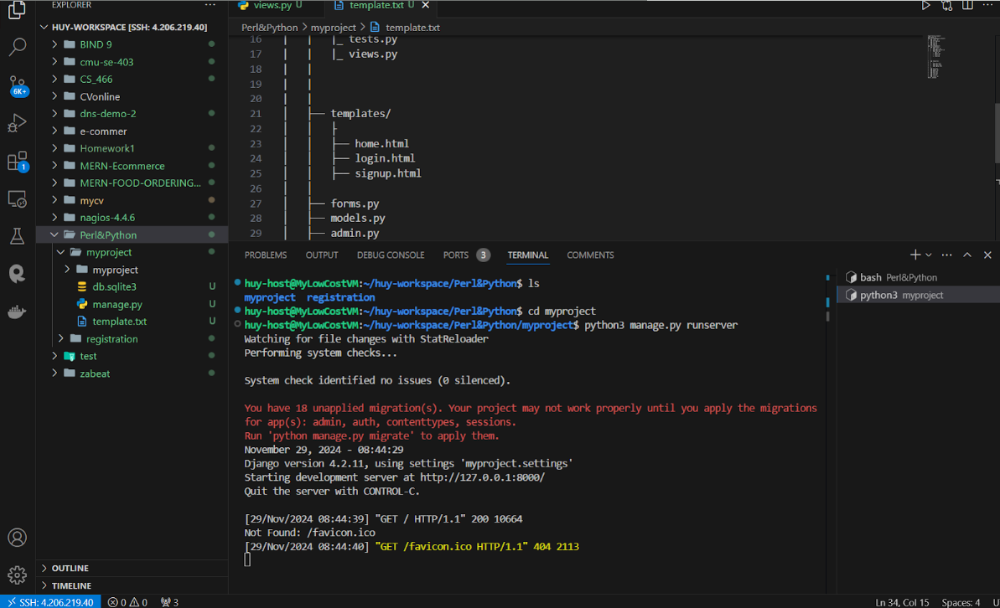 EXPLORER
views.py U
template.txt U
HUY-WORKSPACE [SSH: 4.206.219.40]
BIND 9
cmu-se-403
CS_466
CVonline
dns-demo-2
e-commer
Homework1
MERN-Ecommerce
MERN-FOOD-ORDERING...
mycv
nagios-4.4.6
Perl&Python
myproject
myproject
db.sqlite3 U
manage.py U
template.txt U
registration
test
zabeat
OUTLINE
TIMELINE
6K+
1
Perl&Python > myproject > template.txt
16 | | |_ tests.py
17 | | |_ views.py
18 | |
19 | |
20 | |
21 | ├── templates/
22 | | ├
23 | | ├── home.html
24 | | ├── login.html
25 | | ├── signup.html
26 | |
27 | ├── forms.py
28 | ├── models.py
29 | ├── admin.py
PROBLEMS OUTPUT DEBUG CONSOLE PORTS 3 TERMINAL COMMENTS
huy-host@MyLowCostVM:~/huy-workspace/Perl&Python$ ls
myproject registration
huy-host@MyLowCostVM:~/huy-workspace/Perl&Python$ cd myproject
huy-host@MyLowCostVM:~/huy-workspace/Perl&Python/myproject$ python3 manage.py runserver
Watching for file changes with StatReloader
Performing system checks...
System check identified no issues (0 silenced).
You have 18 unapplied migration(s). Your project may not work properly until you apply the migrations
for app(s): admin, auth, contenttypes, sessions.
Run 'python manage.py migrate' to apply them.
November 29, 2024 - 08:44:29
Django version 4.2.11, using settings 'myproject.settings'
Starting development server at http://127.0.0.1:8000/
Quit the server with CONTROL-C.
[29/Nov/2024 08:44:39] "GET / HTTP/1.1" 200 10664
Not Found: /favicon.ico
[29/Nov/2024 08:44:40] "GET /favicon.ico HTTP/1.1" 404 2113
bash Perl&Python
python3 myproject
SSH: 4.206.219.40 0 0 3
Ln 34, Col 15 Spaces: 4 U